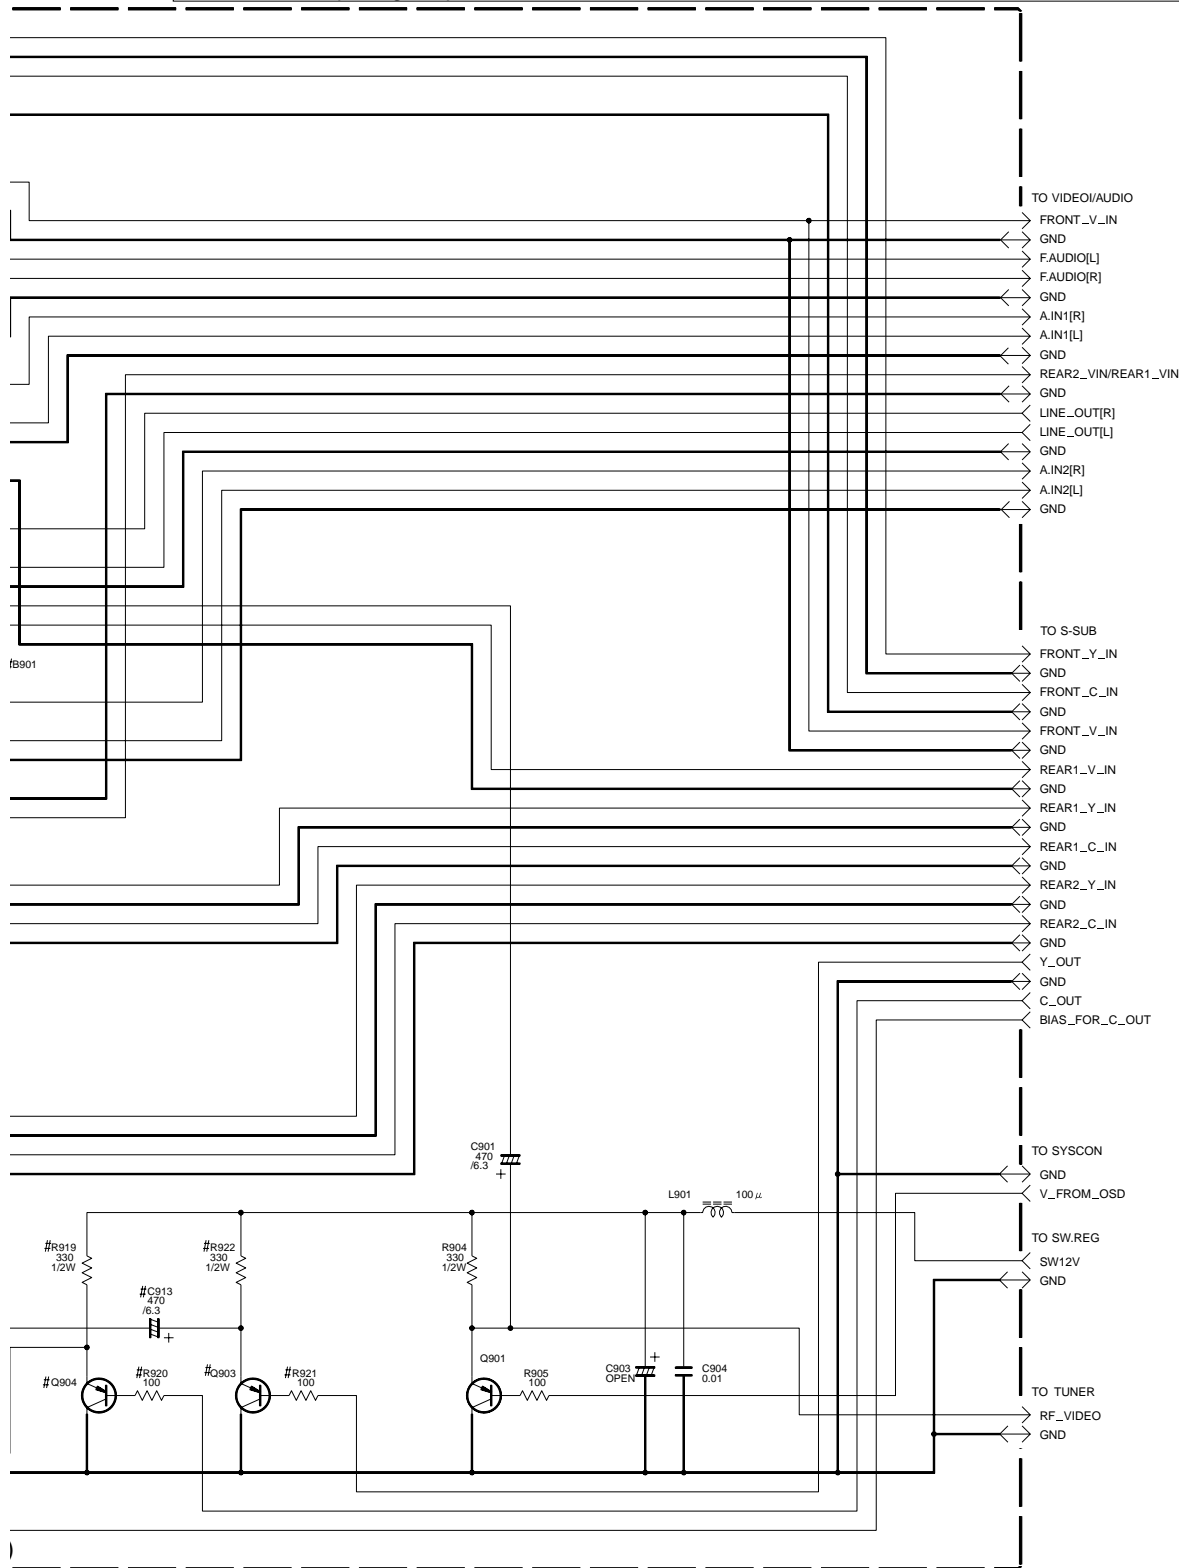 TO VIDEOI/AUDIO
FRONT_V_IN
GND
F.AUDIO[L]
F.AUDIO[R]
GND
A.IN1[R]
A.IN1[L]
GND
REAR2_VIN/REAR1_VIN
GND
LINE_OUT[R]
LINE_OUT[L]
GND
A.IN2[R]
A.IN2[L]
GND
TO S-SUB
FRONT_Y_IN
#B901
GND
FRONT_C_IN
GND
FRONT_V_IN
GND
REAR1_V_IN
GND
REAR1_Y_IN
GND
REAR1_C_IN
GND
REAR2_Y_IN
GND
REAR2_C_IN
GND
Y_OUT
GND
C_OUT
BIAS_FOR_C_OUT
C901
470
/6.3
+
TO SYSCON
GND
V_FROM_OSD
L901 100μ
TO SW.REG
SW12V
GND
#R919
330
1/2W
#R922
330
1/2W
R904
330
1/2W
#C913
470
/6.3
+
#Q904
#R920
100
#Q903
#R921
100
Q901
R905
100
C903
OPEN
+
C904
0.01
TO TUNER
RF_VIDEO
GND
)